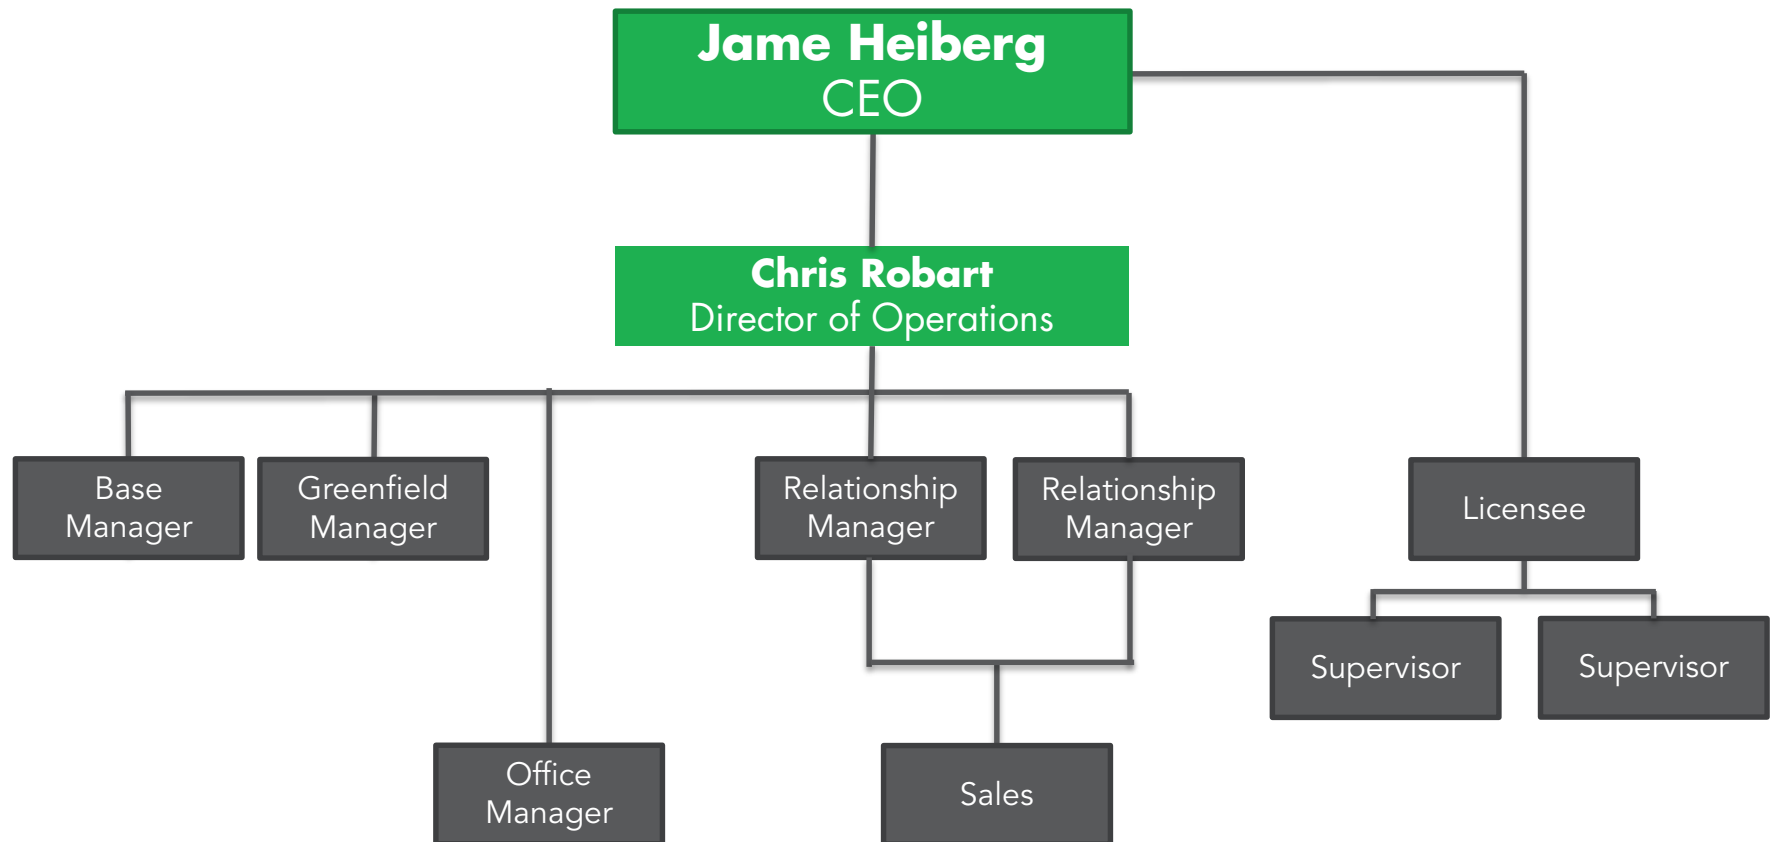 Jame Heiberg
CEO
Chris Robart
Director of Operations
Base
Manager
Greenfield
Manager
Relationship
Manager
Relationship
Manager
Licensee
Supervisor
Supervisor
Office
Manager
Sales